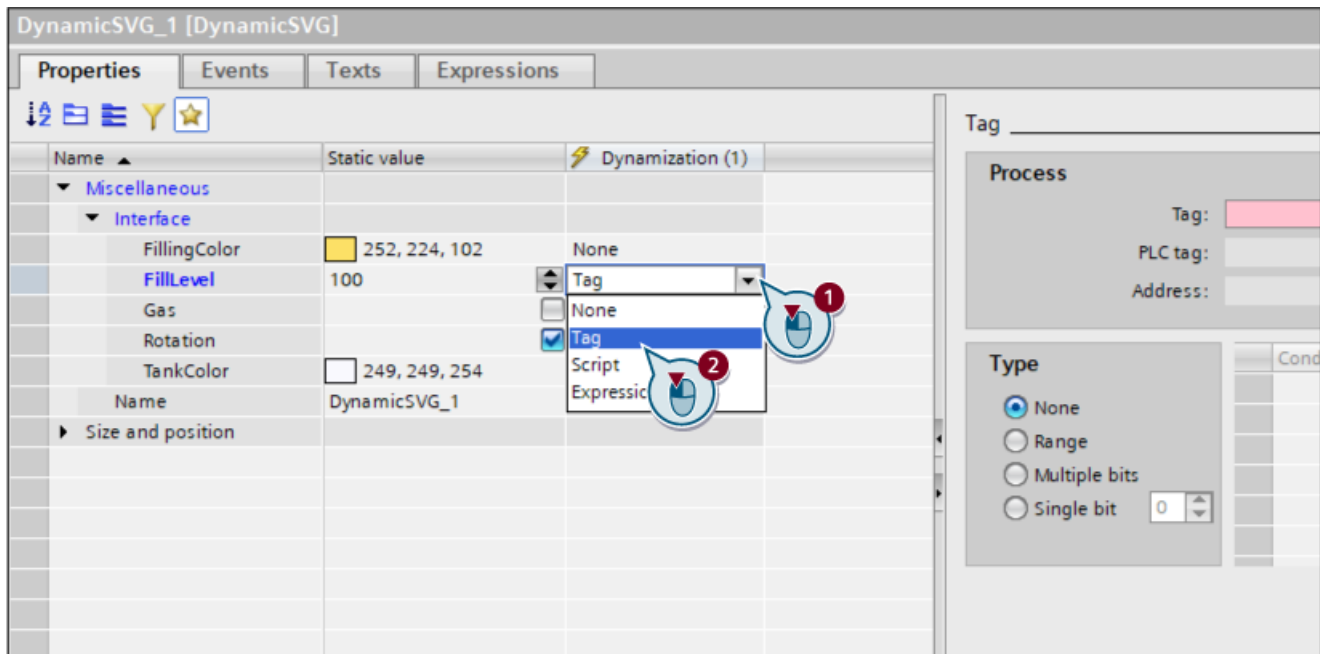 DynamicSVG_1 [DynamicSVG]
Properties Events Texts Expressions
Name Static value Dynamization (1)
Miscellaneous
Interface
FillingColor 252, 224, 102 None
FillLevel 100 Tag
Gas None
Rotation Tag
TankColor 249, 249, 254 Script
Name DynamicSVG_1 Expressic
Size and position
1
2
Tag
Process
Tag:
PLC tag:
Address:
Type
None
Range
Multiple bits
Single bit 0
Cond